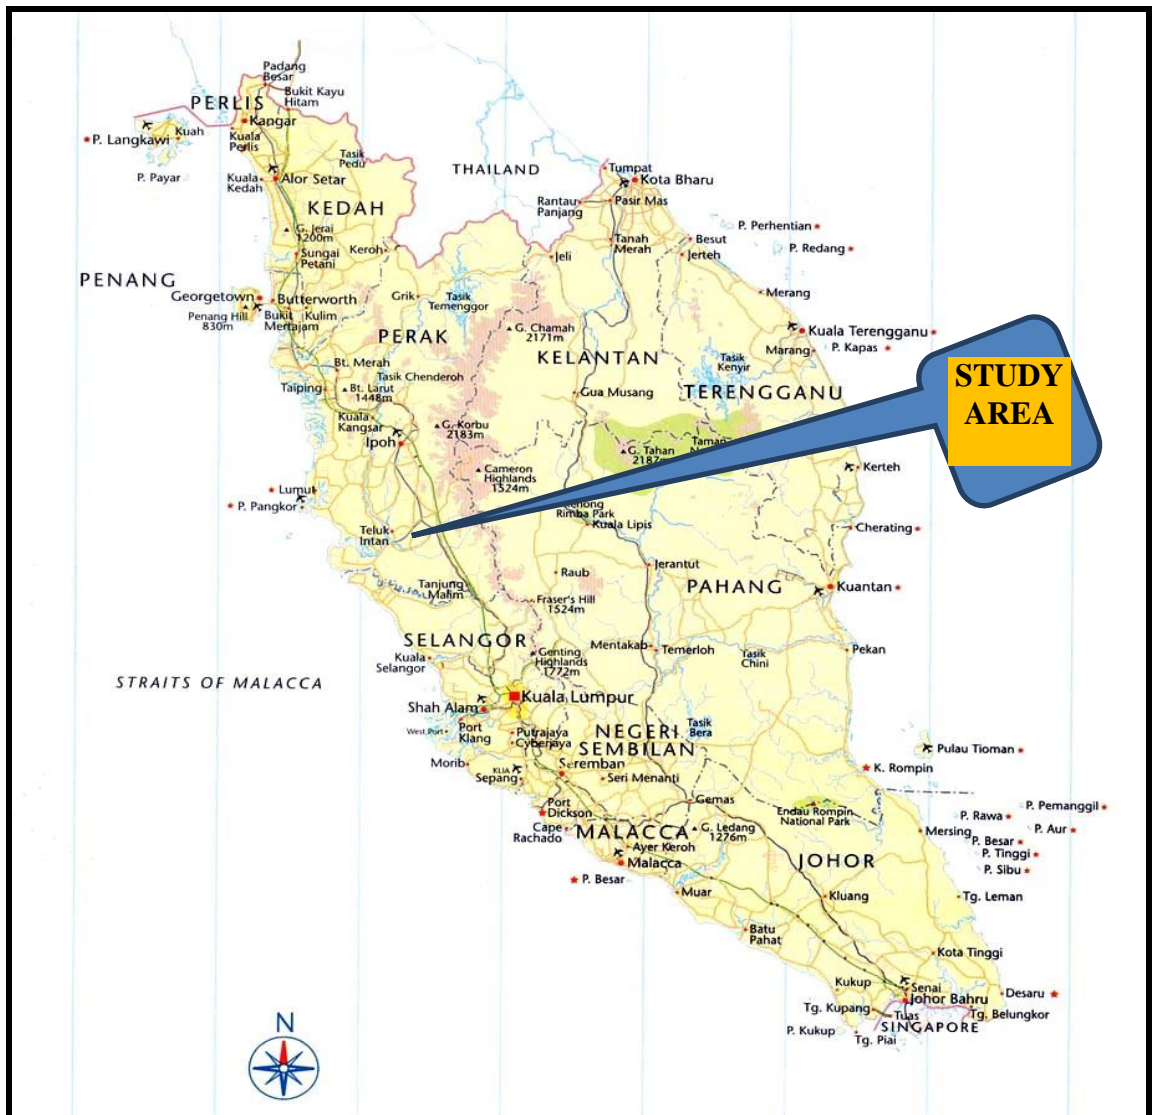 Padang
Besar
Bukit Kayu
Hitam
PERLIS
Kangar
P. Langkawi
Kuah
Kuala
Perlis
P. Payar
Tasik
Pedu
Kuala
Kedah
Alor Setar
THAILAND
Tumpat
Kota Bharu
Rantau
Panjang
Pasir Mas
KEDAH
G. Jerai
1200m
Sungai
Petani
Keroh
Tanah
Merah
Jeli
Besut
Jerteh
P. Perhentian
P. Redang
PENANG
Georgetown
Butterworth
Penang Hill
830m
Bukit
Mertajam
Kulim
Grik
Tasik
Temenggor
Merang
PERAK
G. Chamah
2171m
KELANTAN
Kuala Terengganu
Marang
P. Kapas
Bt. Merah
Tasik Chenderoh
Taiping
Bt. Larut
1448m
Gua Musang
Tasik
Kenyir
TERENGGANU
STUDY
AREA
Kuala
Kangsar
Ipoh
G. Korbu
2183m
G. Tahan
2187m
Taman
Cameron
Highlands
1524m
Kerteh
Lumut
P. Pangkor
Rimba Park
Kuala Lipis
Teluk
Intan
Cherating
Tanjung
Malim
Raub
Jerantut
PAHANG
Kuantan
Fraser's Hill
1524m
SELANGOR
Kuala
Selangor
Genting
Highlands
1772m
Mentakab
Temerloh
Tasik
Chini
Pekan
STRAITS OF MALACCA
Kuala Lumpur
Shah Alam
West Port
Port
Klang
Putrajaya
Cyberjaya
NEGERI
SEMBILAN
Tasik
Bera
Pulau Tioman
Morib
KLIA
Sepang
Seremban
Seri Menanti
K. Rompin
Port
Dickson
Gemas
Endau Rompin
National Park
P. Pemanggil
P. Rawa
Cape
Rachado
MALACCA
G. Ledang
1276m
Mersing
P. Aur
P. Besar
Ayer Keroh
Malacca
P. Tinggi
P. Sibu
JOHOR
P. Besar
Muar
Kluang
Tg. Leman
Batu
Pahat
Kota Tinggi
Kukup
Senai
Johor Bahru
Desaru
Tg. Kupang
Tuas
Tg. Belungkor
P. Kukup
SINGAPORE
Tg. Piai
N